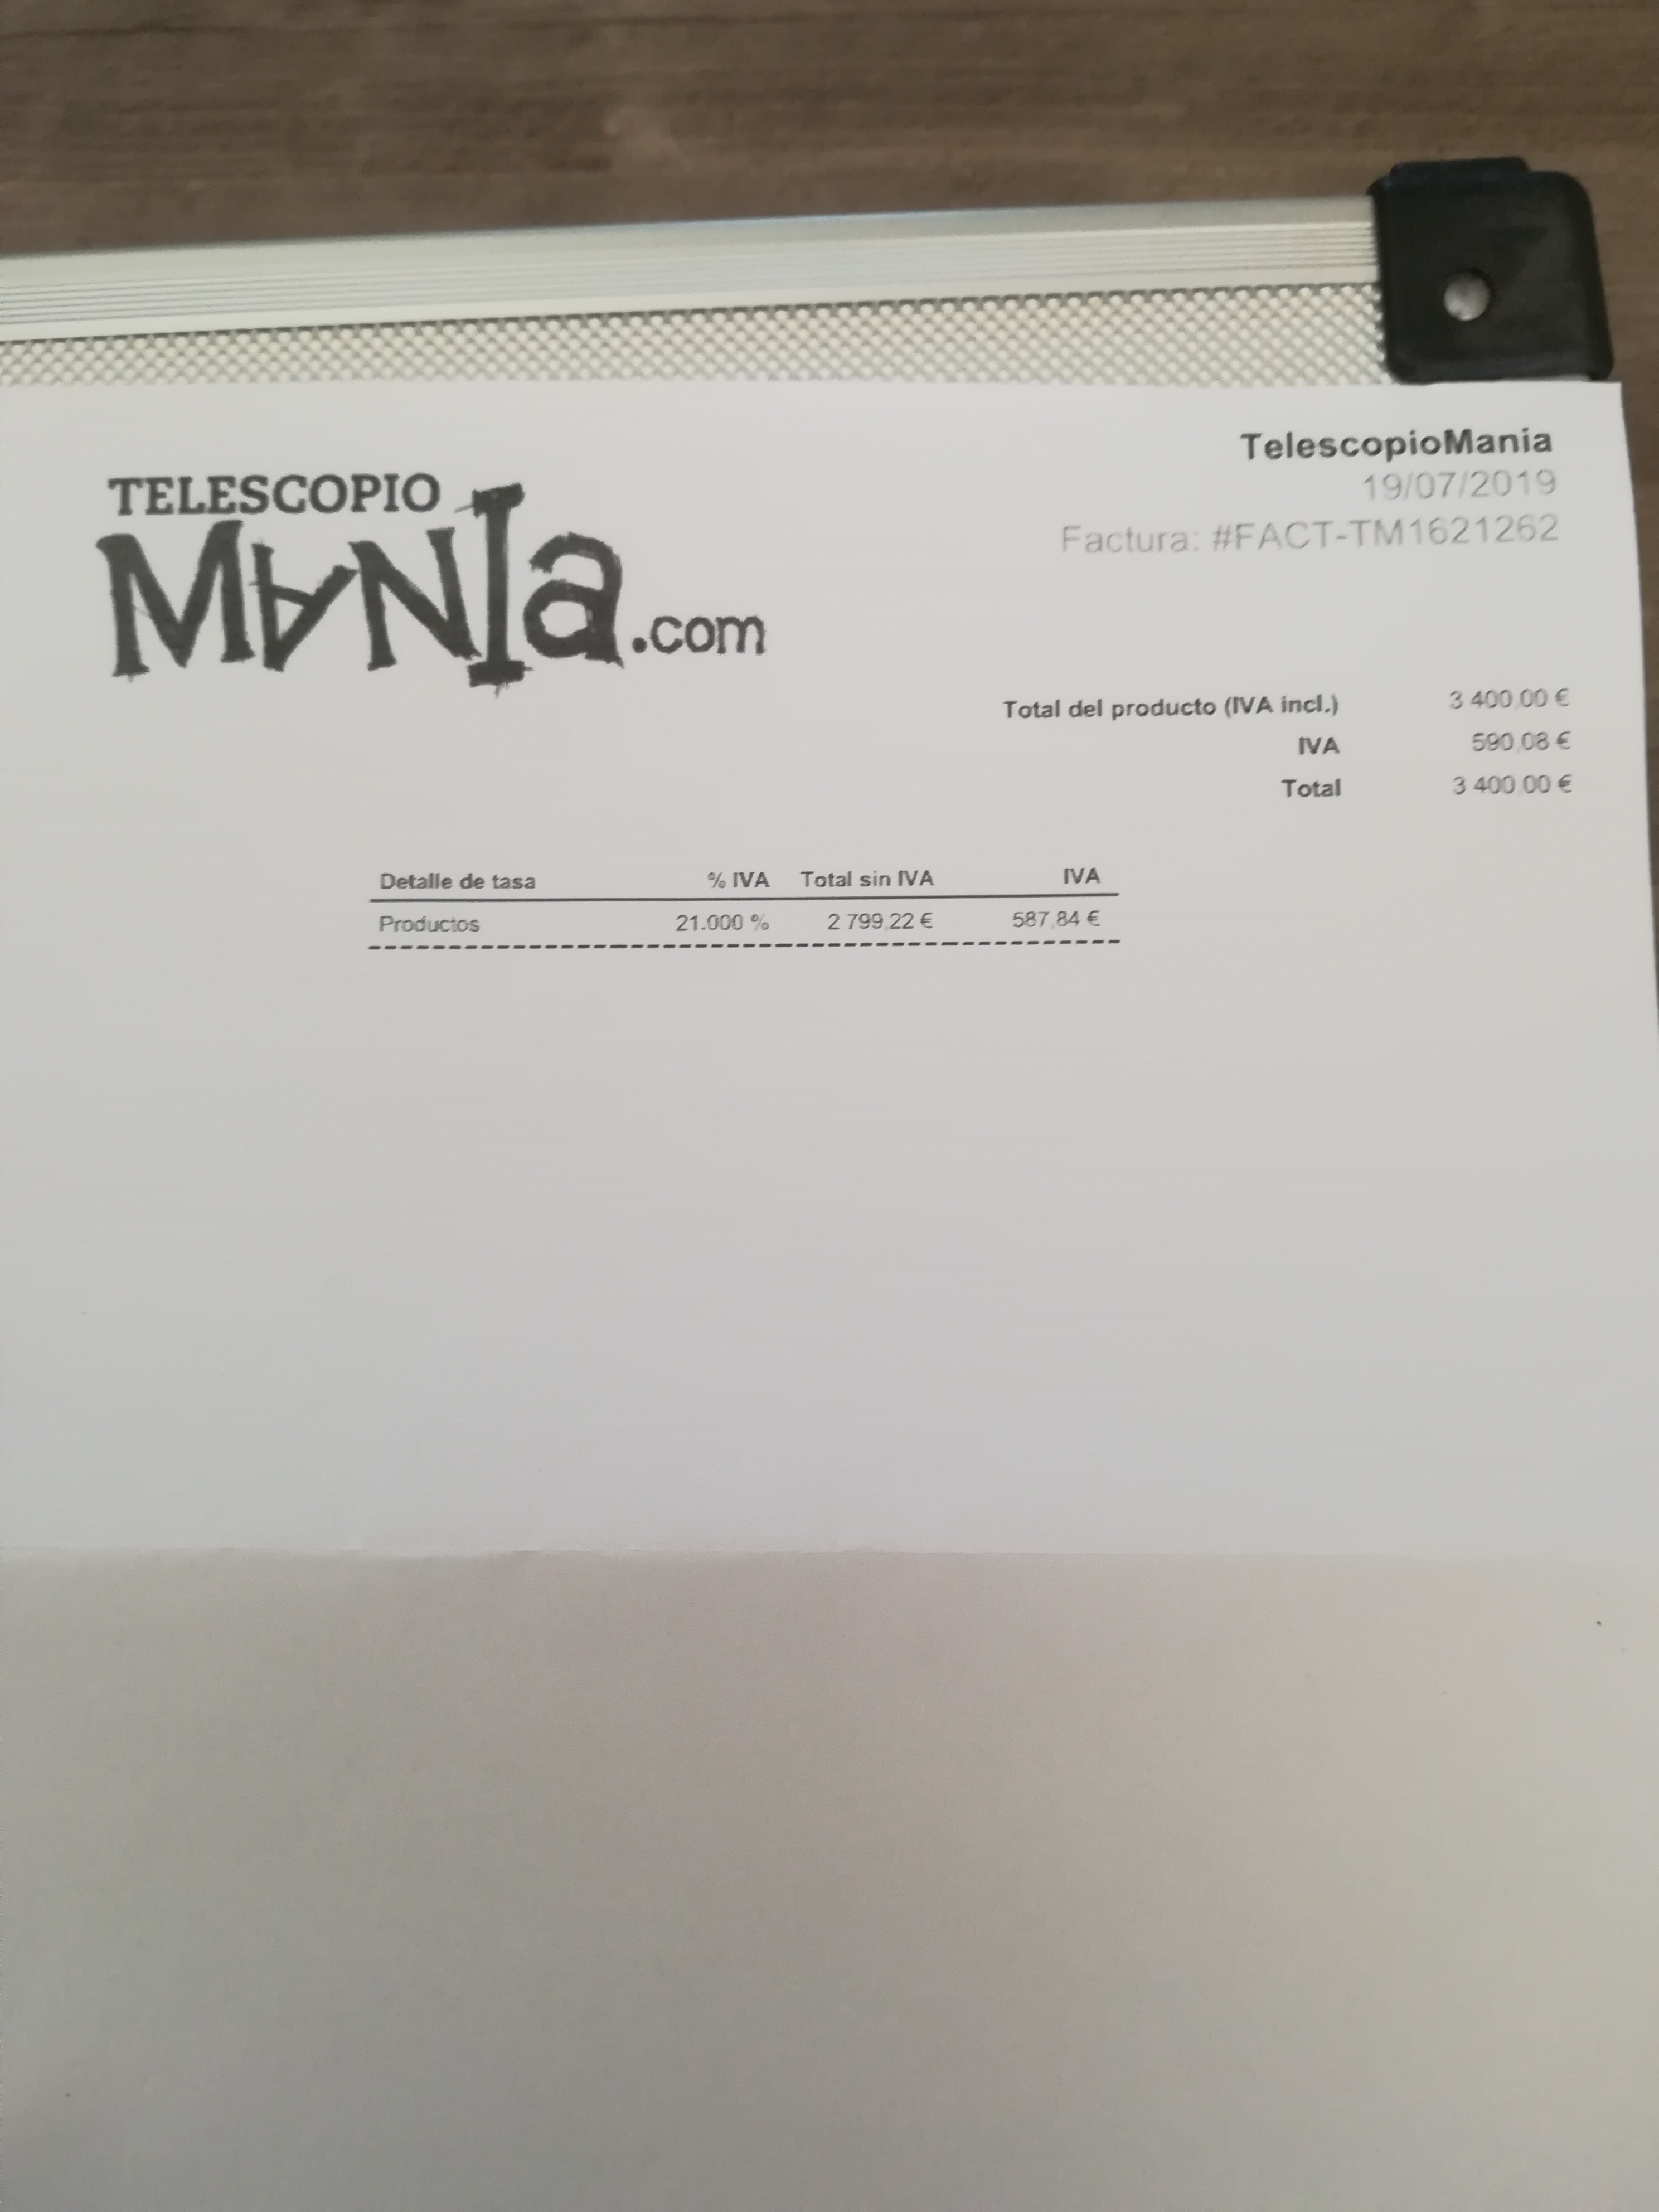 TELESCOPIO
MANIa.com
TelescopioMania
19/07/2019
Factura: #FACT-TM1621262
Total del producto (IVA incl.) 3 400,00 €
IVA 590,08 €
Total 3 400,00 €
Detalle de tasa % IVA Total sin IVA IVA
Productos 21.000 % 2 799,22 € 587,84 €